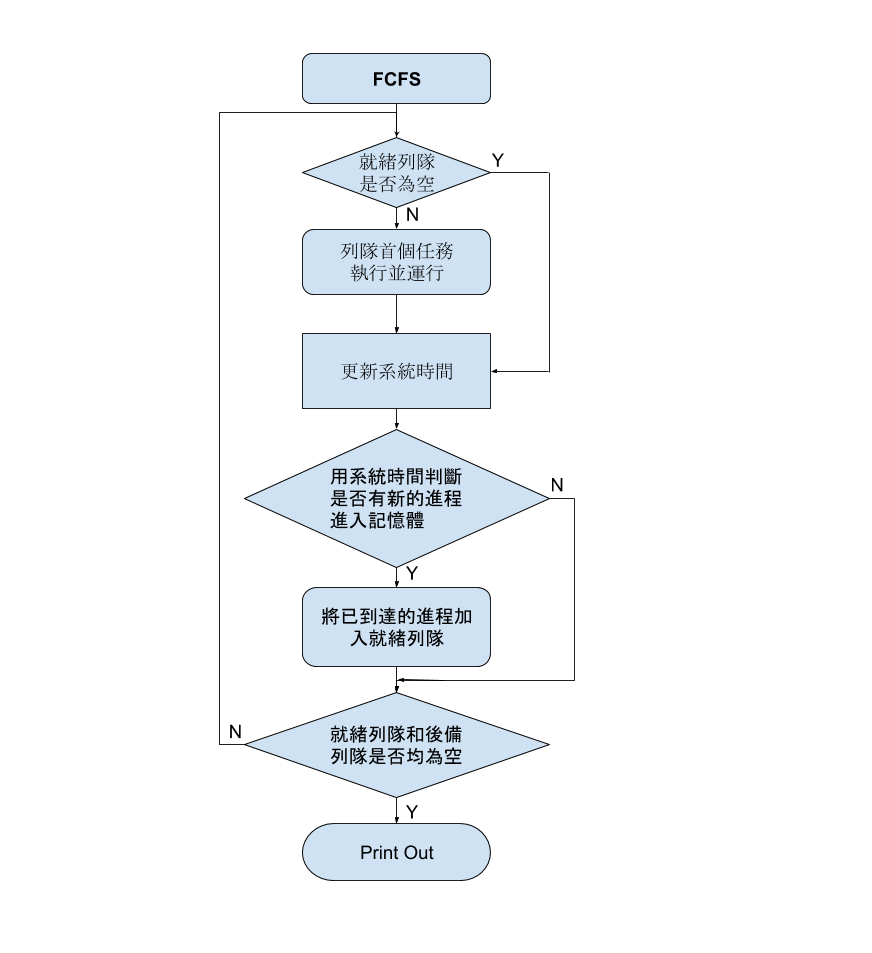 FCFS
就緒列隊
是否為空
Y
N
列隊首個任務
執行並運行
更新系統時間
用系統時間判斷
是否有新的進程
進入記憶體
N
Y
將已到達的進程加
入就緒列隊
就緒列隊和後備
列隊是否均為空
N
Y
Print Out